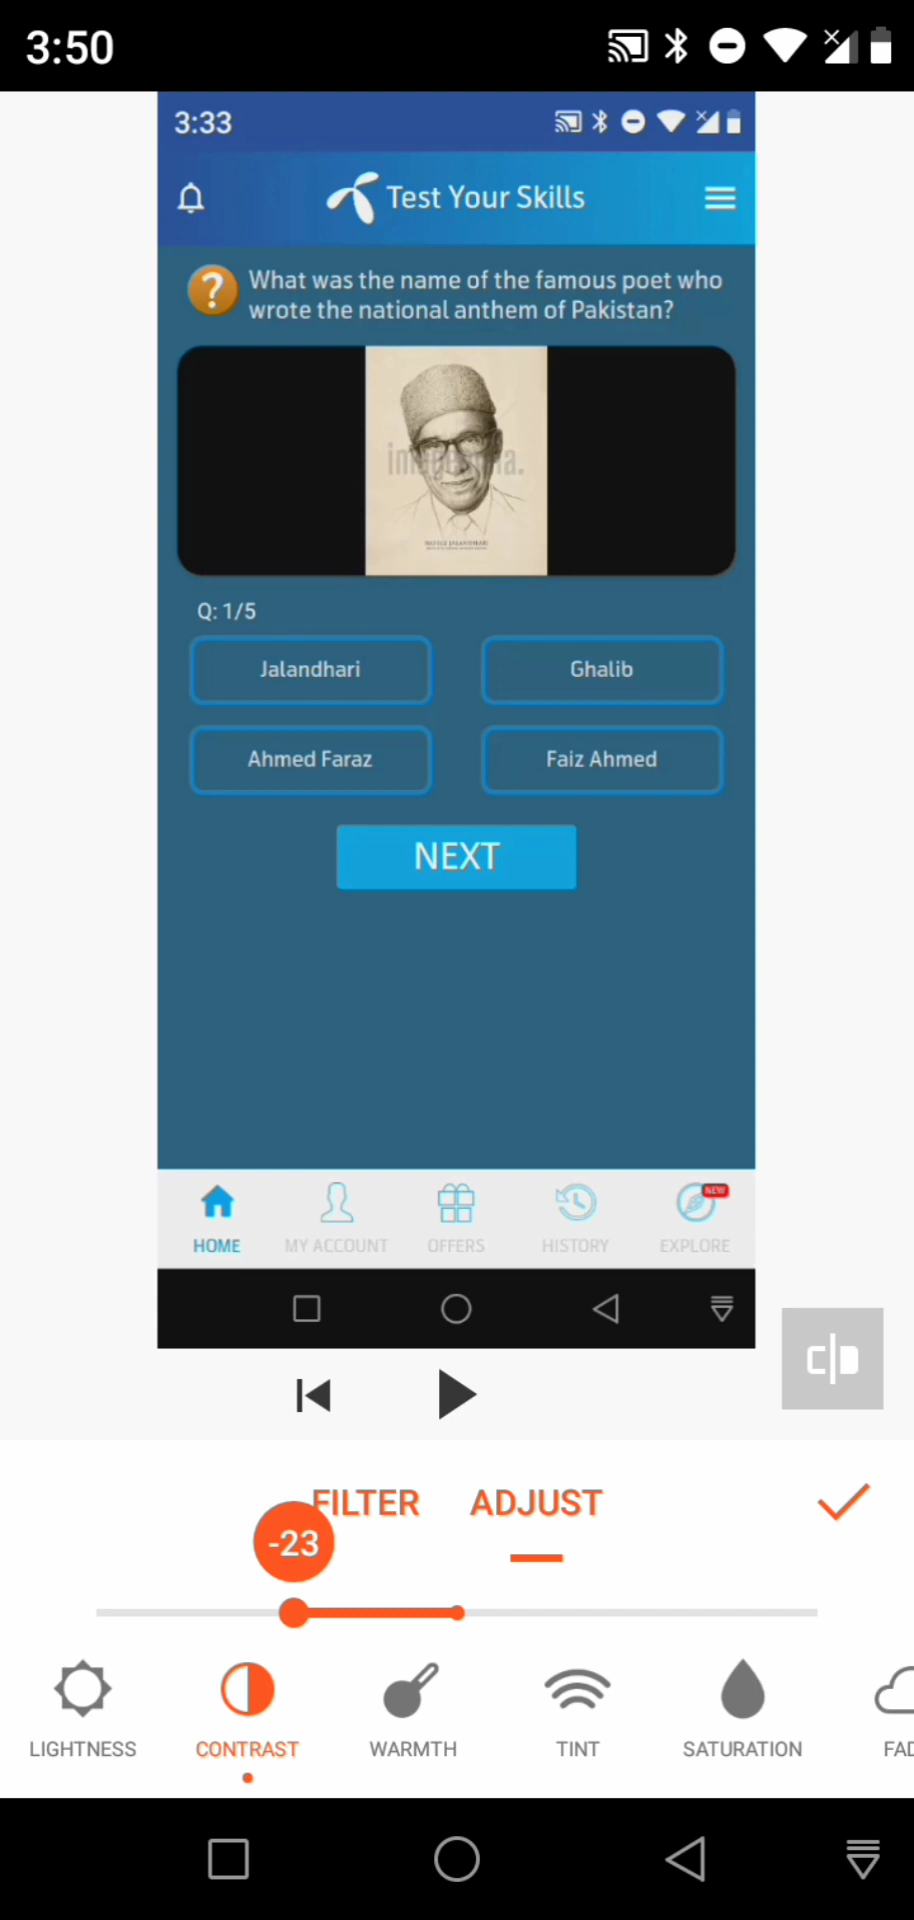 3:50
3:33
Test Your Skills
What was the name of the famous poet who
wrote the national anthem of Pakistan?
HAFEEZ JALANDHARI
Q: 1/5
Jalandhari
Ghalib
Ahmed Faraz
Faiz Ahmed
NEXT
NEW
HOME
MY ACCOUNT
OFFERS
HISTORY
EXPLORE
FILTER
ADJUST
-23
LIGHTNESS
CONTRAST
WARMTH
TINT
SATURATION